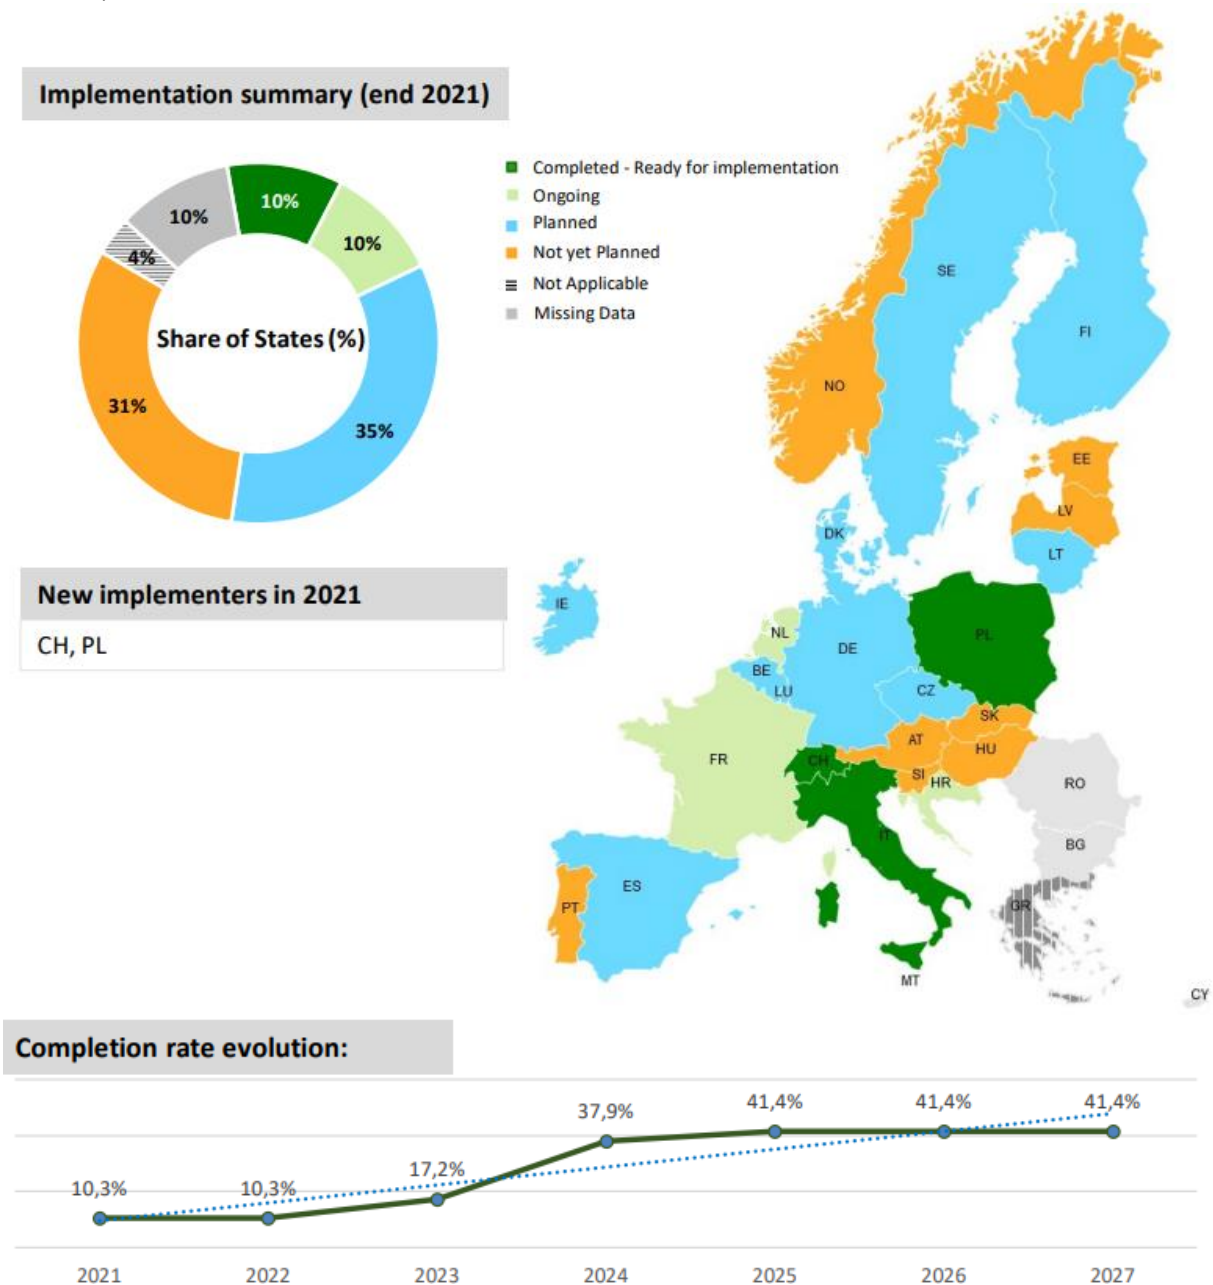 Implementation summary (end 2021)
Completed - Ready for implementation
Ongoing
Planned
Not yet Planned
Not Applicable
Missing Data
10%
10%
10%
4%
Share of States (%)
31%
35%
New implementers in 2021
CH, PL
SE
FI
NO
EE
LV
LT
DK
IE
NL
PL
DE
BE
LU
CZ
SK
AT
HU
FR
CH
SI
HR
RO
IT
BG
ES
PT
GR
MT
CY
Completion rate evolution:
10,3%
10,3%
17,2%
37,9%
41,4%
41,4%
41,4%
2021
2022
2023
2024
2025
2026
2027